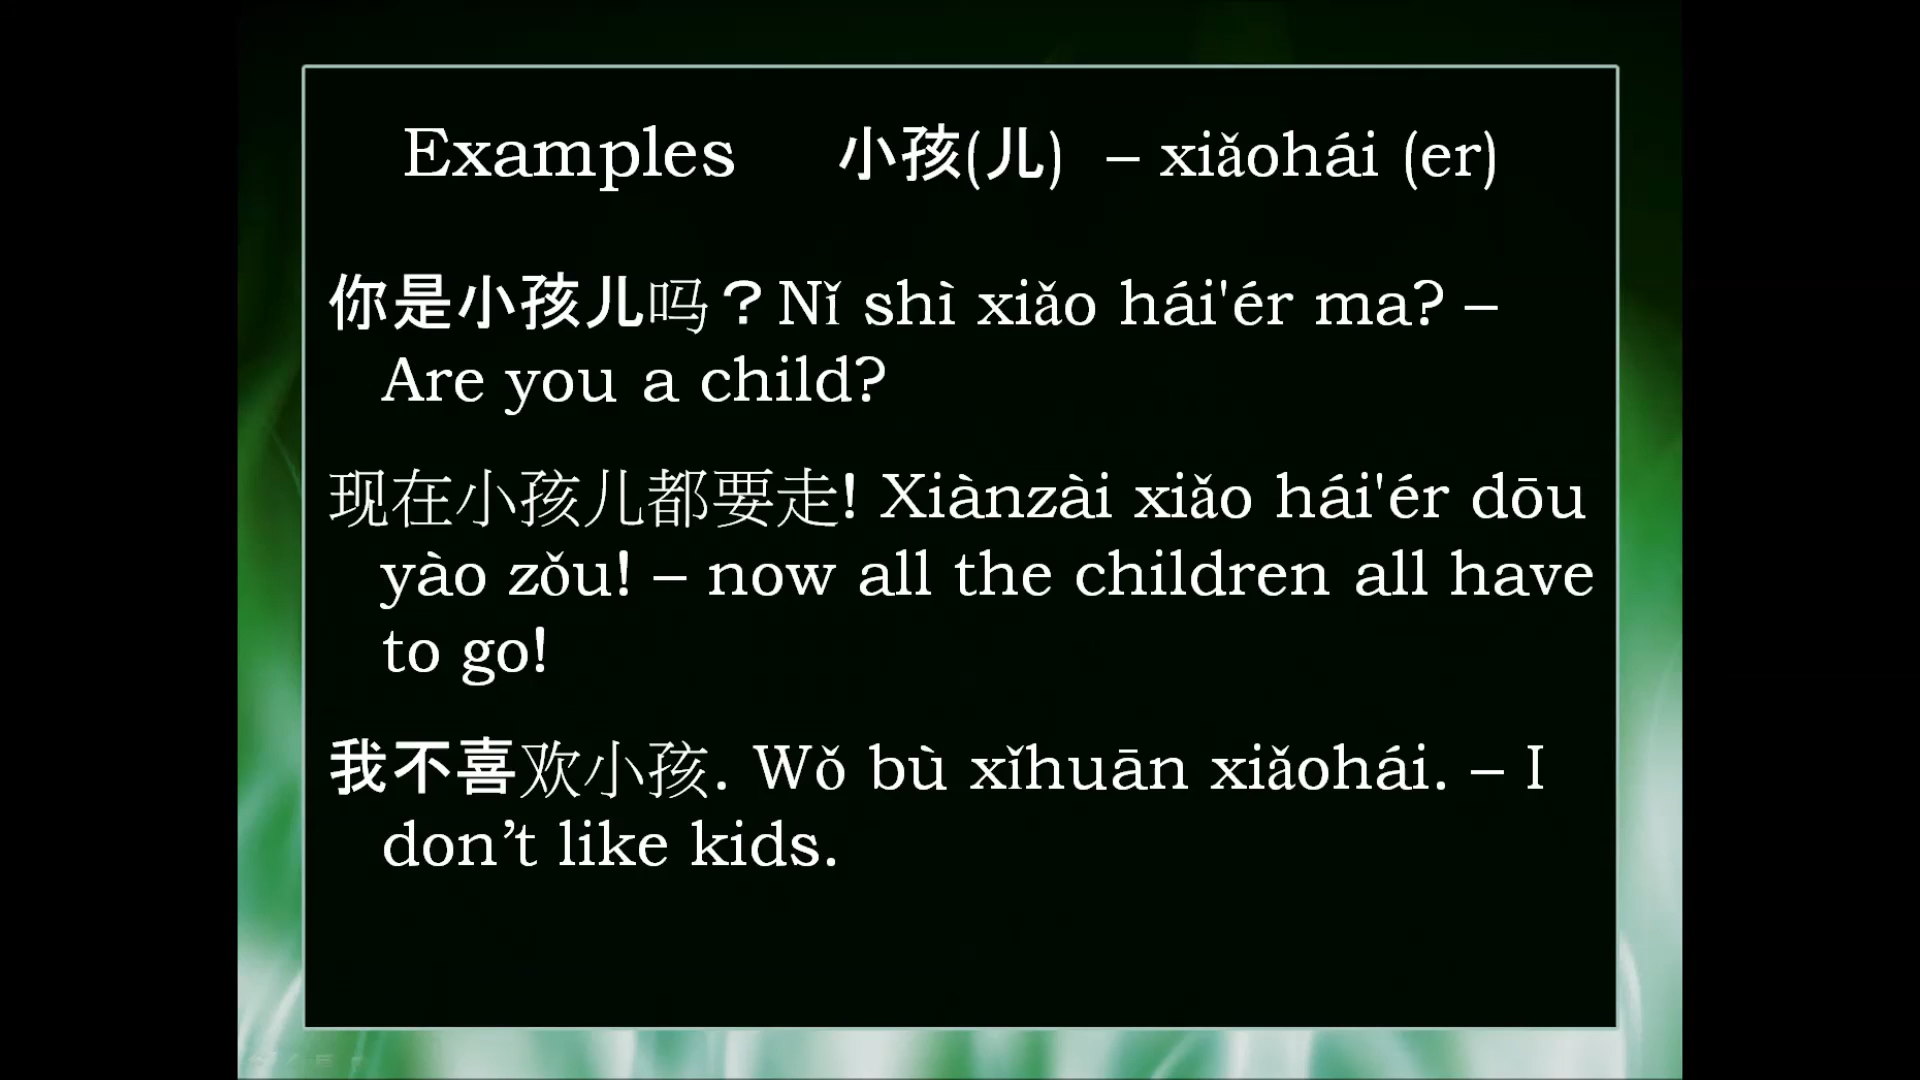 Examples 小孩(儿) – xiǎohái (er)
你是小孩儿吗？Nǐ shì xiǎo hái'ér ma? –
Are you a child?
现在小孩儿都要走! Xiànzài xiǎo hái'ér dōu
yào zǒu! – now all the children all have
to go!
我不喜欢小孩. Wǒ bù xǐhuān xiǎohái. – I
don’t like kids.